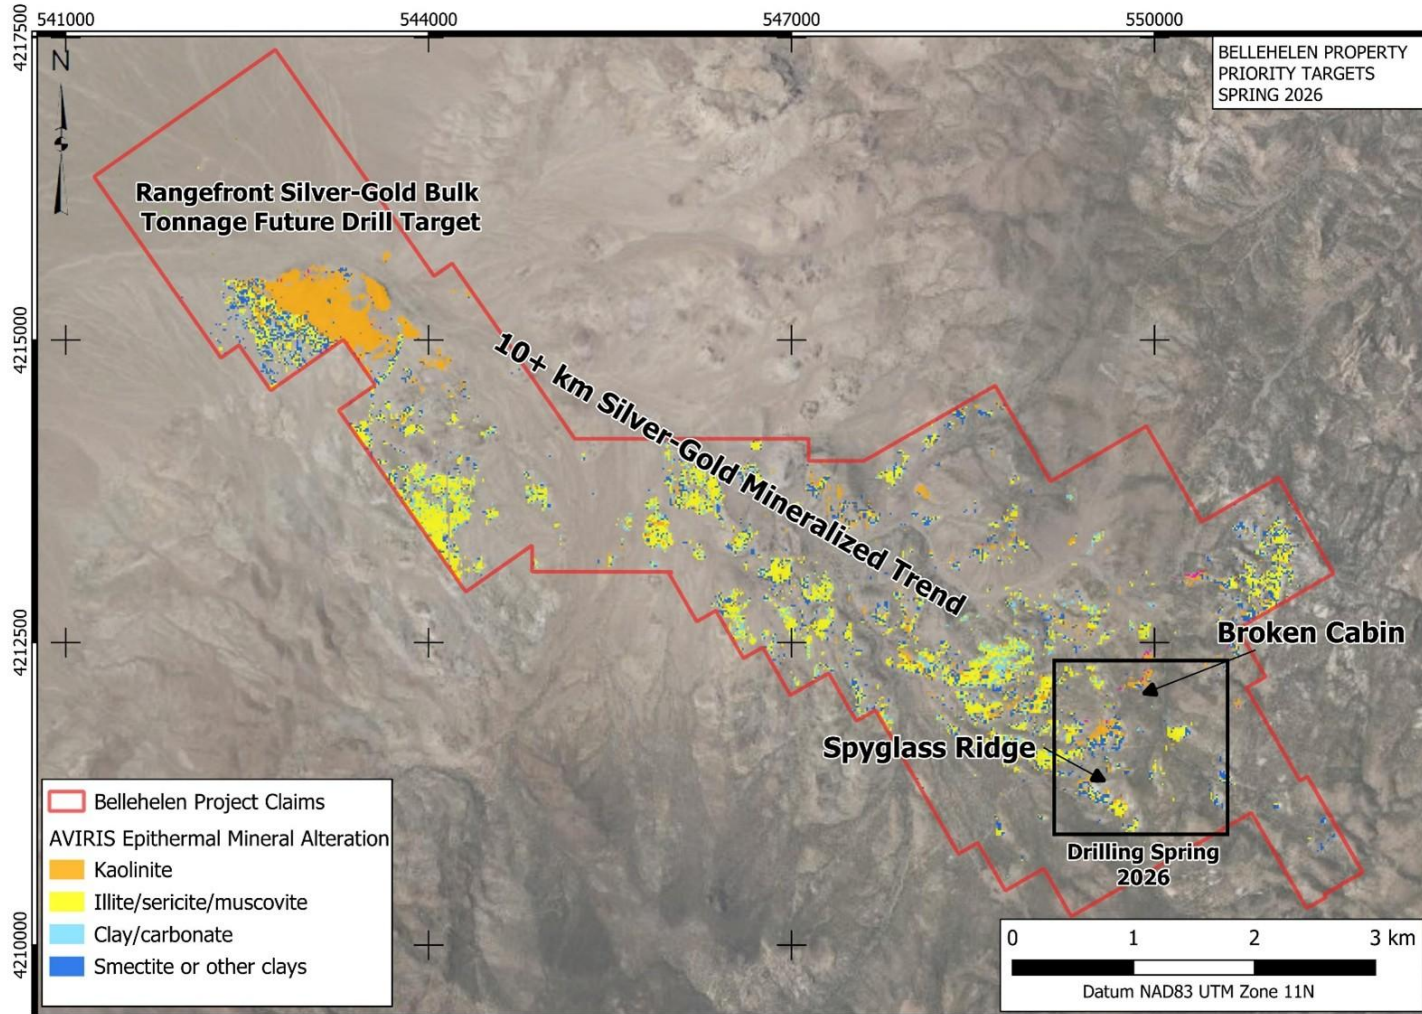 541000
544000
547000
550000
4217500
4215000
4212500
4210000
N
BELLEHELEN PROPERTY
PRIORITY TARGETS
SPRING 2026
Rangefront Silver-Gold Bulk
Tonnage Future Drill Target
10+ km Silver-Gold Mineralized Trend
Broken Cabin
Spyglass Ridge
Drilling Spring
2026
Bellehelen Project Claims
AVIRIS Epithermal Mineral Alteration
Kaolinite
Illite/sericite/muscovite
Clay/carbonate
Smectite or other clays
0 1 2 3 km
Datum NAD83 UTM Zone 11N